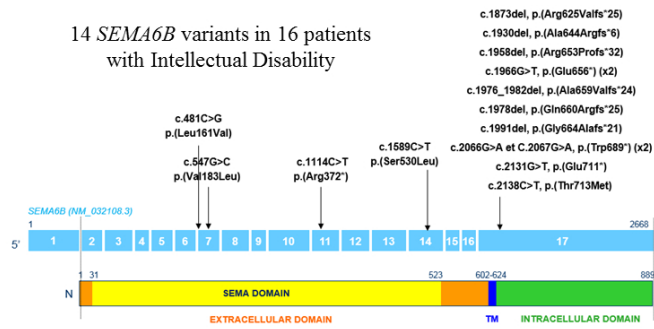 14 SEMA6B variants in 16 patients
with Intellectual Disability
c.1873del, p.(Arg625Valfs*25)
c.1930del, p.(Ala644Argfs*6)
c.1958del, p.(Arg653Profs*32)
c.1966G>T, p.(Glu656*) (x2)
c.1976_1982del, p.(Ala659Valfs*24)
c.1978del, p.(Gln660Argfs*25)
c.1991del, p.(Gly664Alafs*21)
c.2066G>A et C.2067G>A, p.(Trp689*) (x2)
c.2131G>T, p.(Glu711*)
c.2138C>T, p.(Thr713Met)
c.481C>G
p.(Leu161Val)
c.547G>C
p.(Val183Leu)
c.1114C>T
p.(Arg372*)
c.1589C>T
p.(Ser530Leu)
SEMA6B (NM_032108.3)
1 2668
5' 1 2 3 4 5 6 7 8 9 10 11 12 13 14 15 16 17
1 31 523 602-624 889
N SEMA DOMAIN
EXTRACELLULAR DOMAIN TM INTRACELLULAR DOMAIN